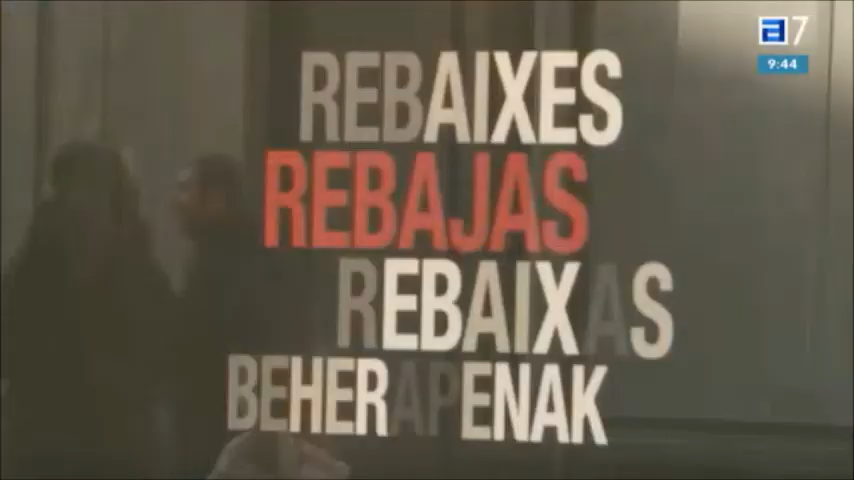 a7
9:44
REBAIXES
REBAJAS
REBAIXAS
BEHERAPENAK